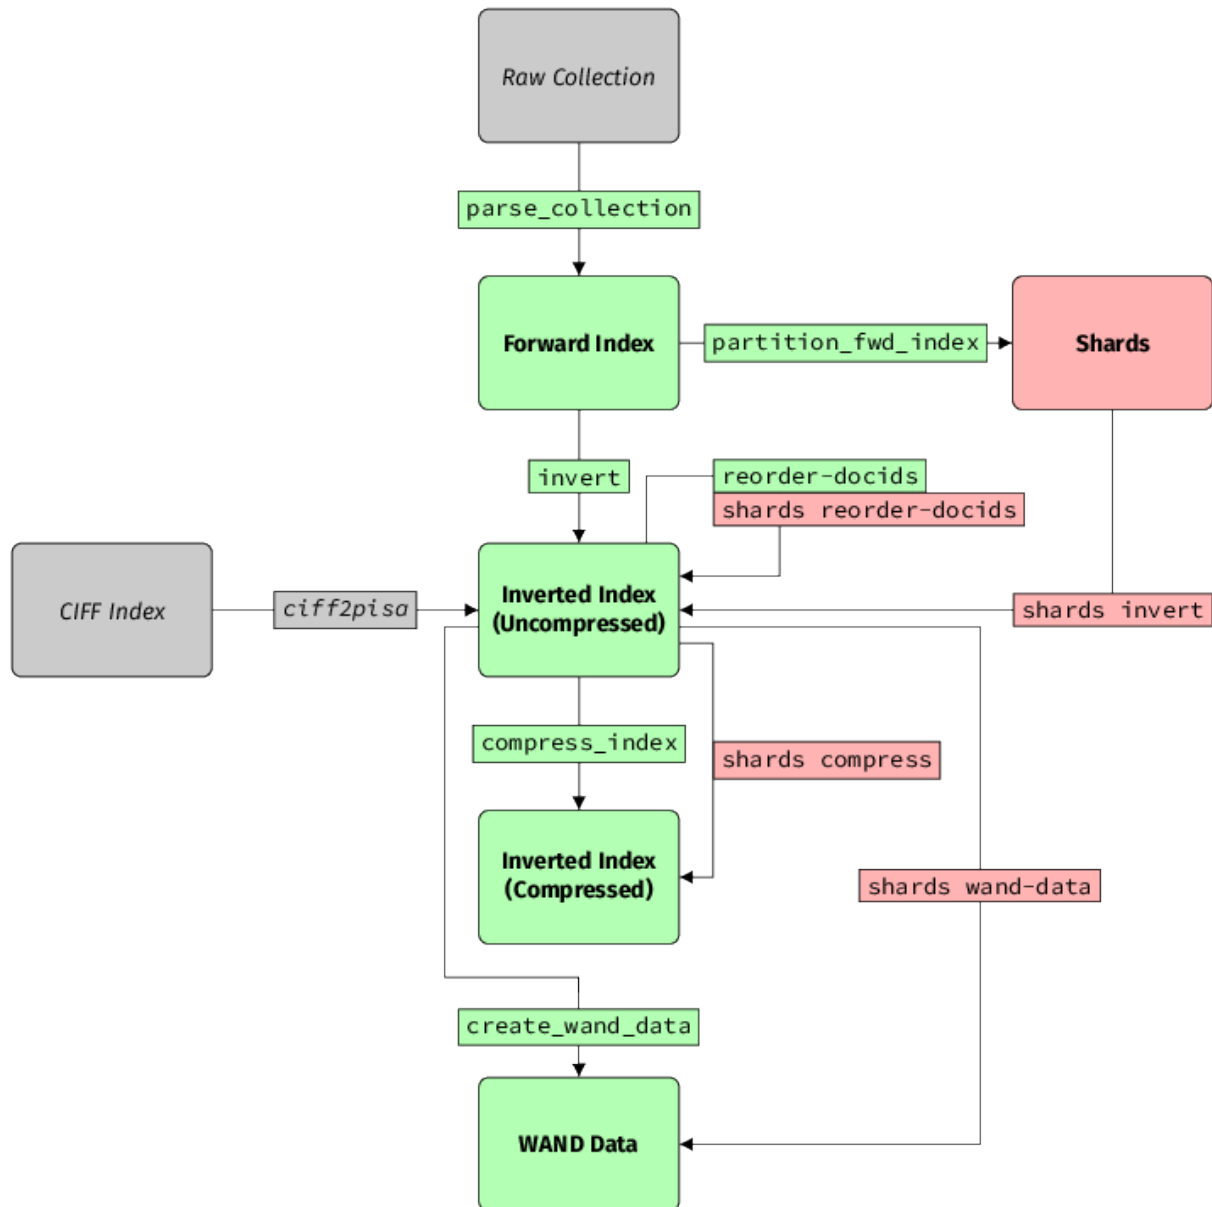 Raw Collection
parse_collection
Forward Index
partition_fwd_index
Shards
invert
reorder-docids
shards reorder-docids
CIFF Index
ciff2pisa
Inverted Index
(Uncompressed)
shards invert
compress_index
shards compress
Inverted Index
(Compressed)
shards wand-data
create_wand_data
WAND Data